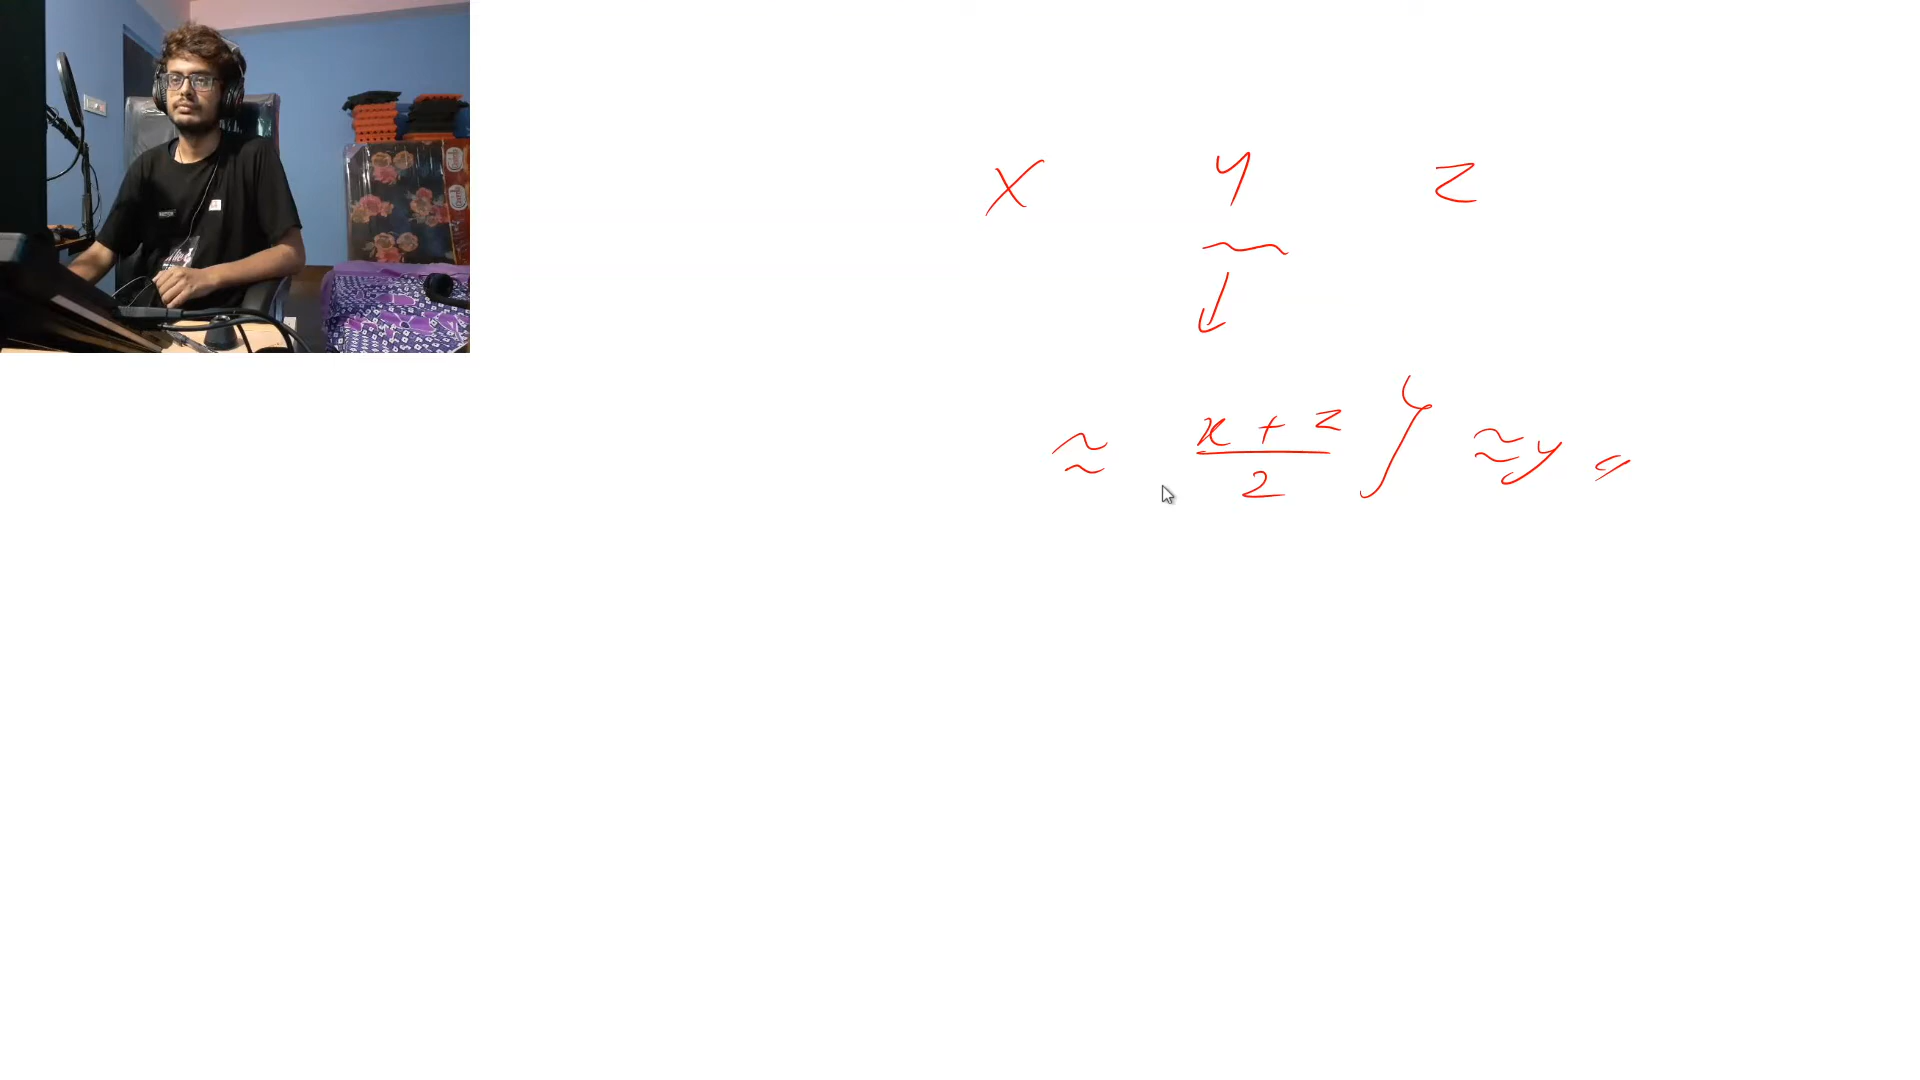 x y z
≈ x + z / 2 } ≈ y